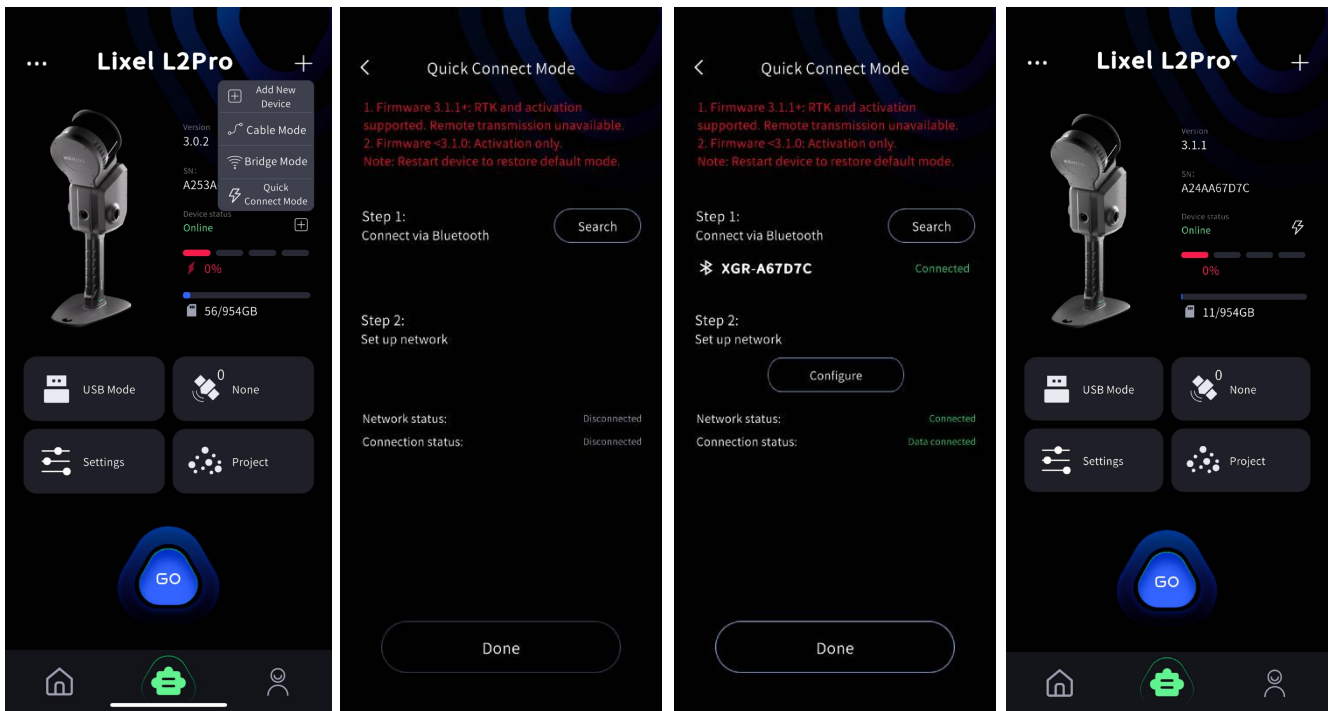 Lixel L2Pro
Add New
Device
Cable Mode
Bridge Mode
Quick
Connect Mode
Version
3.0.2
SN:
A253A
Device status
Online
0%
56/954GB
USB Mode
0
None
Settings
Project
GO
Quick Connect Mode
1. Firmware 3.1.1+: RTK and activation
supported. Remote transmission unavailable.
2. Firmware <3.1.0: Activation only.
Note: Restart device to restore default mode.
Step 1:
Connect via Bluetooth
Search
Step 2:
Set up network
Network status:
Disconnected
Connection status:
Disconnected
Done
Quick Connect Mode
1. Firmware 3.1.1+: RTK and activation
supported. Remote transmission unavailable.
2. Firmware <3.1.0: Activation only.
Note: Restart device to restore default mode.
Step 1:
Connect via Bluetooth
Search
XGR-A67D7C
Connected
Step 2:
Set up network
Configure
Network status:
Connected
Connection status:
Data connected
Done
Lixel L2Pro
Version
3.1.1
SN:
A24AA67D7C
Device status
Online
0%
11/954GB
USB Mode
0
None
Settings
Project
GO